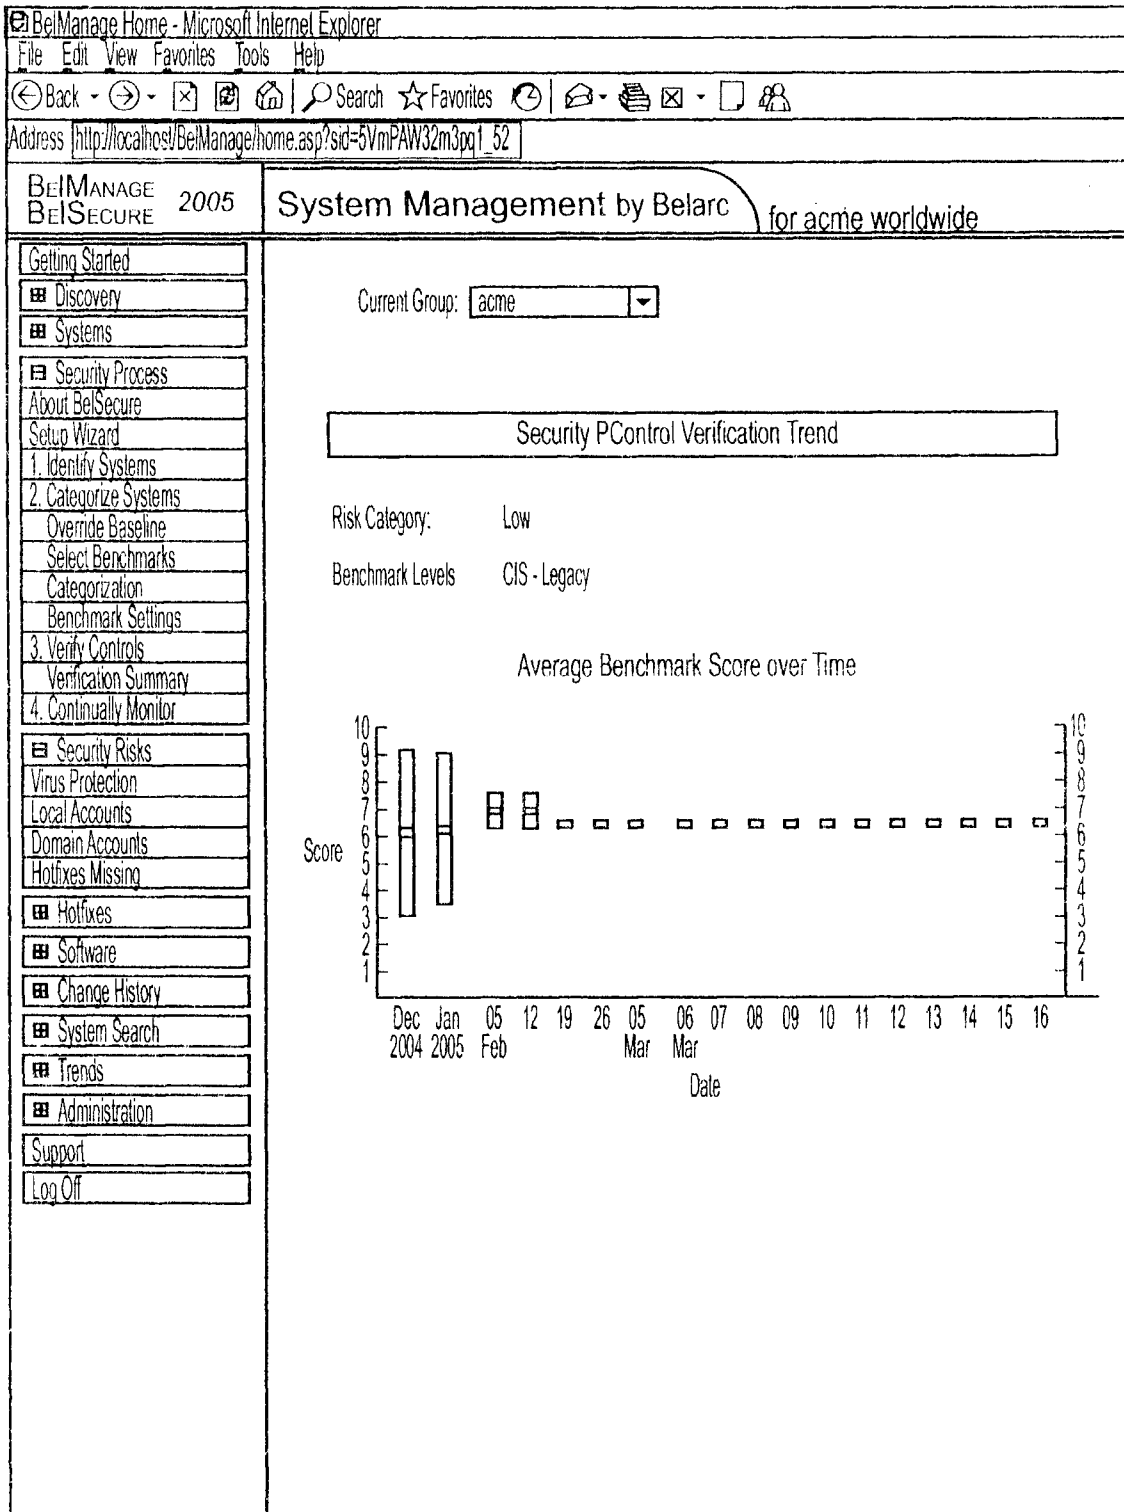 BelManage Home - Microsoft Internet Explorer
File Edit View Favorites Tools Help
Back Search Favorites
Address http://localhost/BelManage/home.asp?sid=5VmPAW32m3pq1_52
BELMANAGE
BELSECURE 2005
System Management by Belarc
for acme worldwide
Getting Started
Discovery
Systems
Security Process
About BelSecure
Setup Wizard
1. Identify Systems
2. Categorize Systems
Override Baseline
Select Benchmarks
Categorization
Benchmark Settings
3. Verify Controls
Verification Summary
4. Continually Monitor
Security Risks
Virus Protection
Local Accounts
Domain Accounts
Hotfixes Missing
Hotfixes
Software
Change History
System Search
Trends
Administration
Support
Log Off
Current Group: acme
Security PControl Verification Trend
Risk Category: Low
Benchmark Levels CIS - Legacy
Average Benchmark Score over Time
10 10
9 9
8 8
7 7
6 6
Score
5 5
4 4
3 3
2 2
1 1
Dec Jan 05 12 19 26 05 06 07 08 09 10 11 12 13 14 15 16
2004 2005 Feb Mar Mar
Date